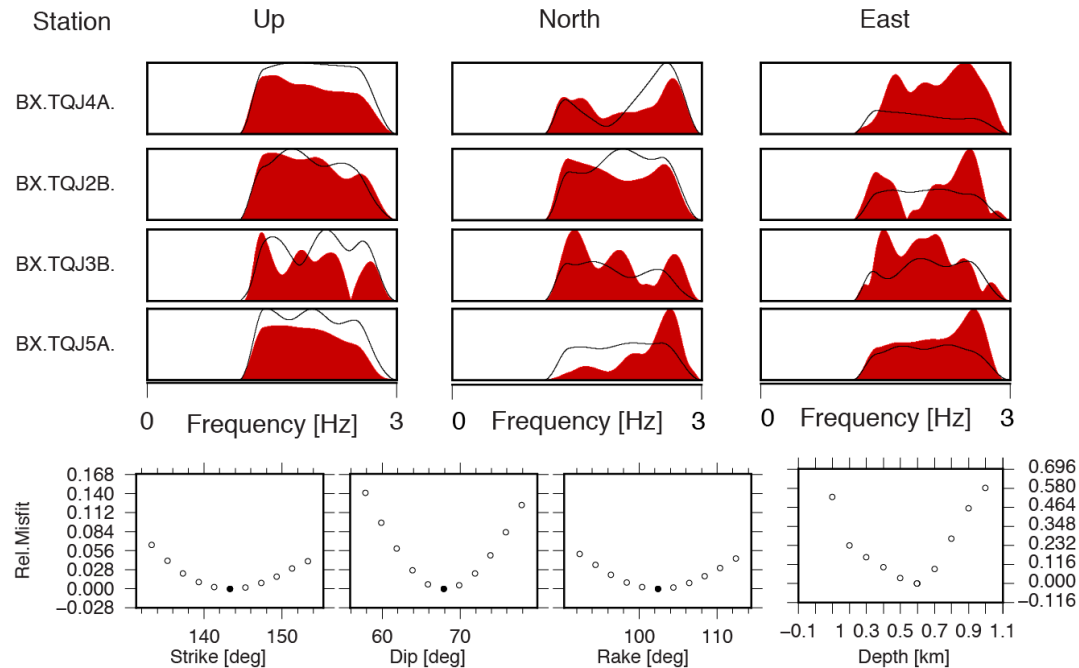 Station Up North East
BX.TQJ4A.
BX.TQJ2B.
BX.TQJ3B.
BX.TQJ5A.
0 Frequency [Hz] 3 0 Frequency [Hz] 3 0 Frequency [Hz] 3
Rel.Misfit
0.168 0.696
0.140 0.580
0.112 0.464
0.084 0.348
0.056 0.232
0.028 0.116
0.000 0.000
−0.028 −0.116
140 150 60 70 100 110 −0.1 1 0.3 0.5 0.7 0.9 1.1
Strike [deg] Dip [deg] Rake [deg] Depth [km]